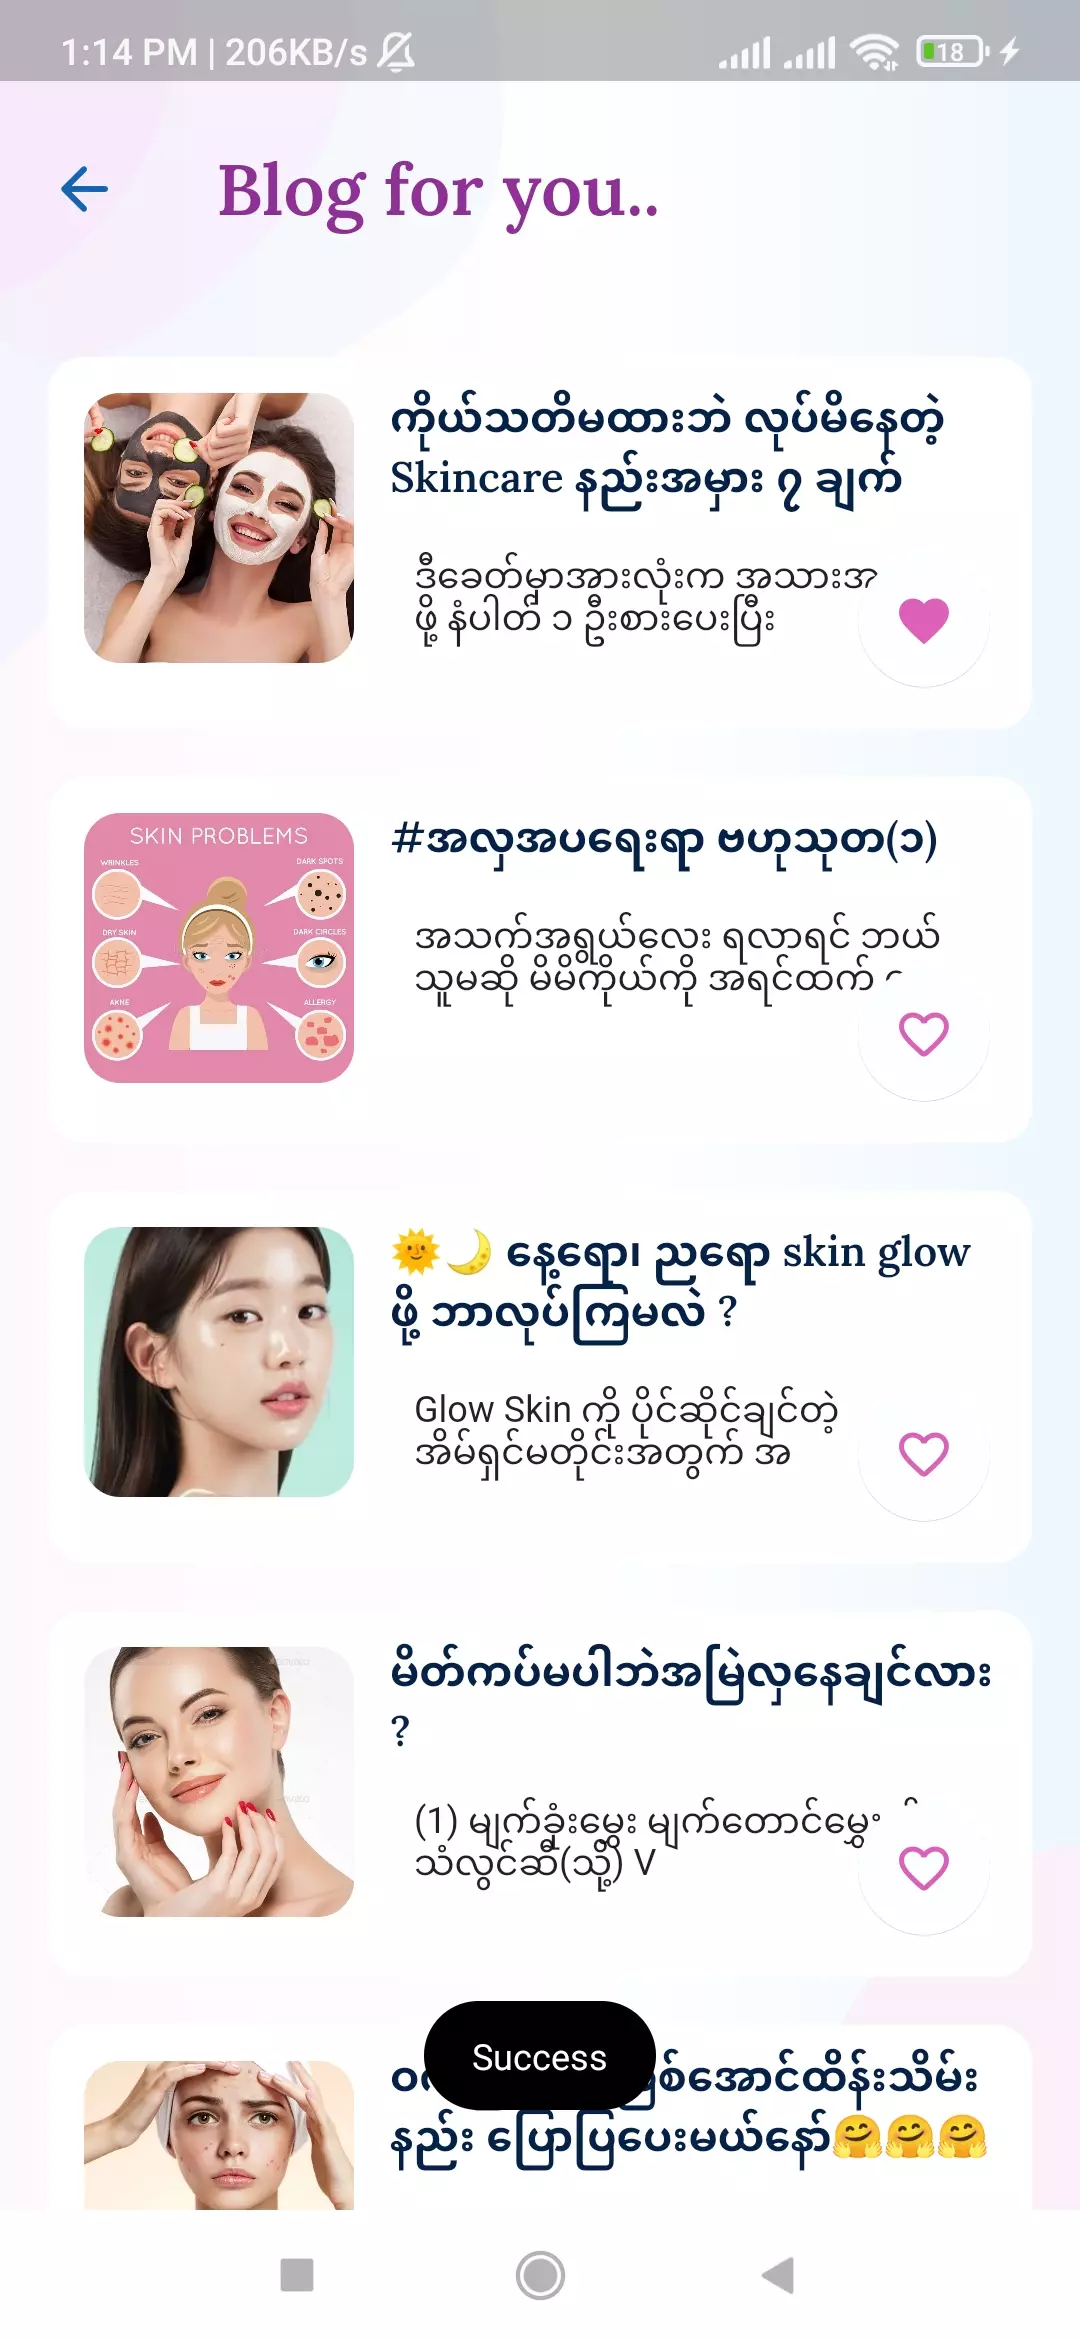 1:14 PM | 206KB/s
18
Blog for you..
ကိုယ်သတိမထားဘဲ လုပ်မိနေတဲ့
Skincare နည်းအမှား ၇ ချက်
ဒီခေတ်မှာအားလုံးက အသားအ
ဖို့ နံပါတ် ၁ ဦးစားပေးပြီး
SKIN PROBLEMS
WRINKLES
DARK SPOTS
DRY SKIN
DARK CIRCLES
AKNE
ALLERGY
#အလှအပရေးရာ ဗဟုသုတ(၁)
အသက်အရွယ်လေး ရလာရင် ဘယ်
သူမဆို မိမိကိုယ်ကို အရင်ထက်
🌞🌙 နေ့ရော၊ ညရော skin glow
ဖို့ ဘာလုပ်ကြမလဲ ?
Glow Skin ကို ပိုင်ဆိုင်ချင်တဲ့
အိမ်ရှင်မတိုင်းအတွက် အ
မိတ်ကပ်မပါဘဲအမြဲလှနေချင်လား
?
(1) မျက်ခုံးမွေး မျက်တောင်မွှေး
သံလွင်ဆီ(သို့) V
Success
ဖြစ်အောင်ထိန်းသိမ်း
နည်း ပြောပြပေးမယ်နော်🤗🤗🤗